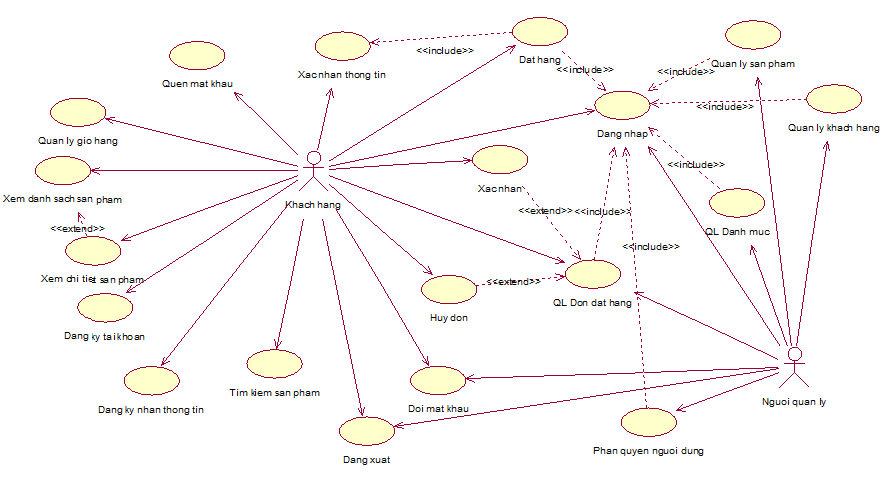 <<include>>
Dat hang
Quan ly san pham
Xac nhan thong tin
<<include>>
<<include>>
Quen mat khau
<<include>>
Quan ly khach hang
Dang nhap
Quan ly gio hang
<<include>>
Xac nhan
Xem danh sach san pham
Khach hang
<<extend>>
<<include>>
<<extend>>
QL Danh muc
<<include>>
Xem chi tiet san pham
<<extend>>
QL Don dat hang
Huy don
Dang ky tai khoan
Tim kiem san pham
Nguoi quan ly
Dang ky nhan thong tin
Doi mat khau
Phan quyen nguoi dung
Dang xuat